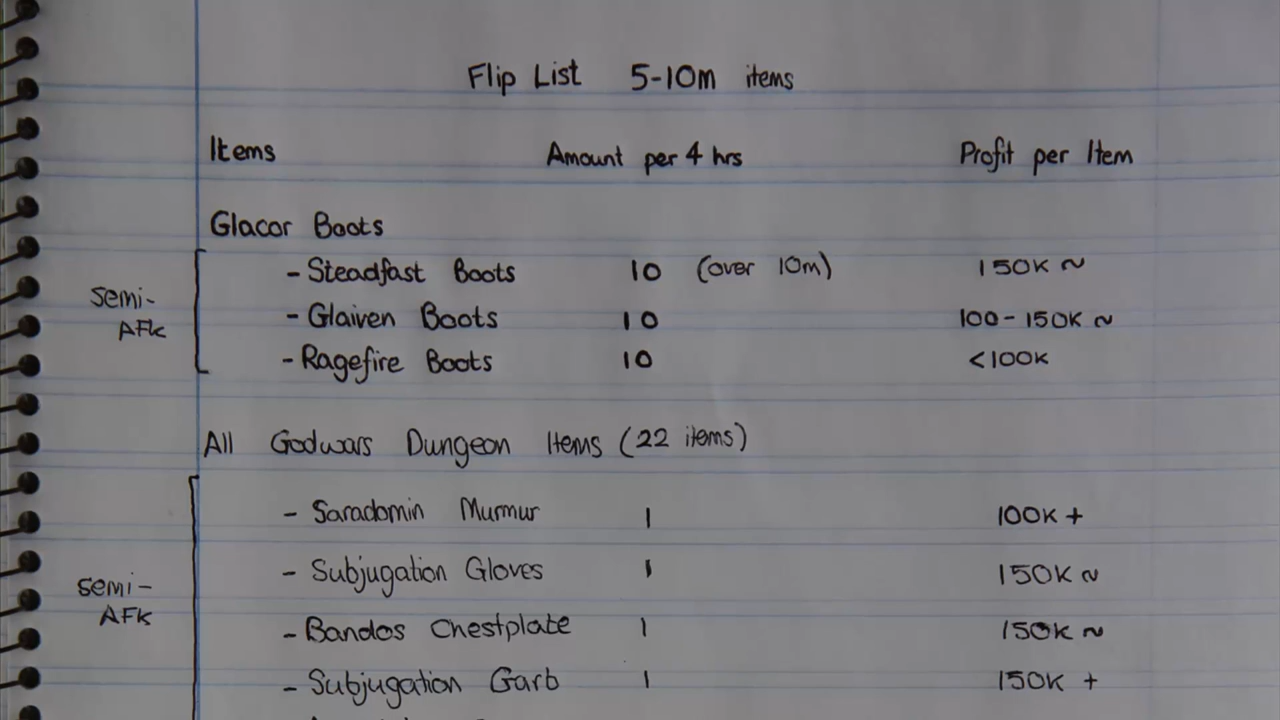 Flip List 5-10m items
Items Amount per 4 hrs Profit per Item
Glacor Boots
- Steadfast Boots 10 (over 10m) 150K ~
semi-AFK
- Glaiven Boots 10 100-150K ~
- Ragefire Boots 10 <100K
All Godwars Dungeon Items (22 items)
- Saradomin Murmur 1 100K +
- Subjugation Gloves 1 150K ~
semi-AFK
- Bandos Chestplate 1 150K ~
- Subjugation Garb 1 150K +